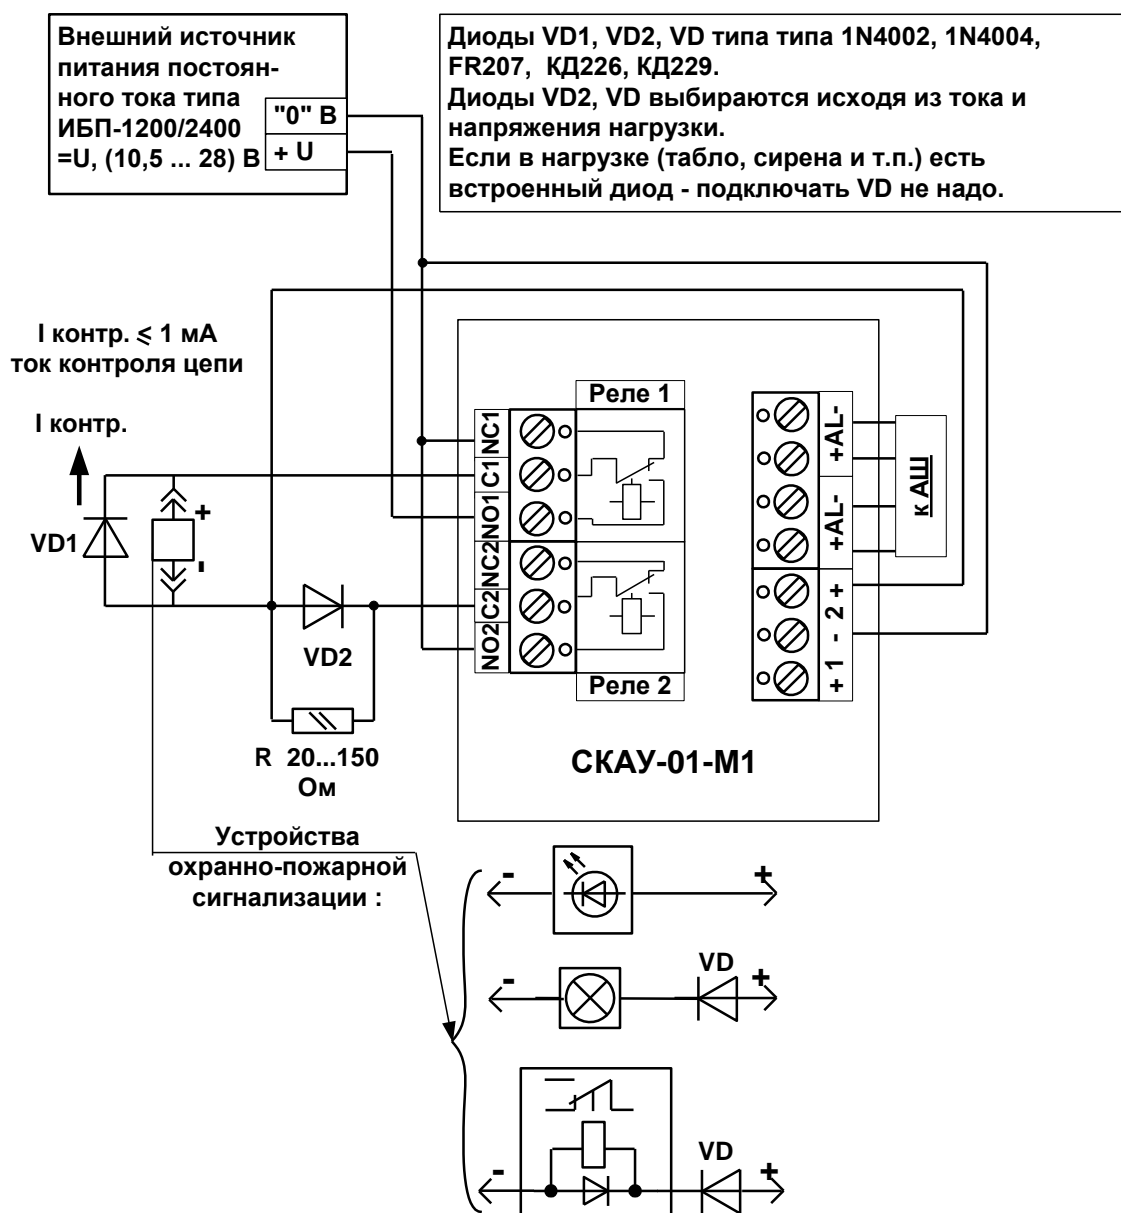 Внешний источник
питания постоян-
ного тока типа
ИБП-1200/2400
=U, (10,5 ... 28) В
"0" В
+ U
Диоды VD1, VD2, VD типа типа 1N4002, 1N4004,
FR207, КД226, КД229.
Диоды VD2, VD выбираются исходя из тока и
напряжения нагрузки.
Если в нагрузке (табло, сирена и т.п.) есть
встроенный диод - подключать VD не надо.
I контр. ⩽ 1 мА
ток контроля цепи
I контр.
VD1
+
-
VD2
R 20...150
Ом
Реле 1
NC1
C1
NO1
NC2
C2
NO2
Реле 2
+AL-
+AL-
+ 1 - 2 +
к АШ
СКАУ-01-М1
Устройства
охранно-пожарной
сигнализации :
- +
- VD +
- VD +